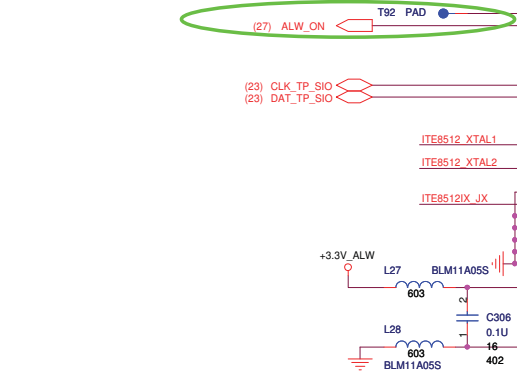 T92 PAD
(27) ALW_ON
(23) CLK_TP_SIO
(23) DAT_TP_SIO
ITE8512_XTAL1
ITE8512_XTAL2
ITE8512IX_JX
+3.3V_ALW
L27 BLM11A05S
603
2
C306
0.1U
1
16
402
L28
603
BLM11A05S